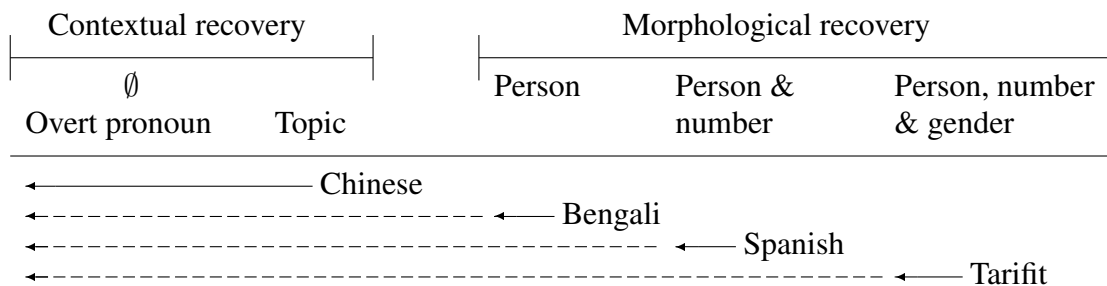 Contextual recovery Morphological recovery
∅ Person Person & Person, number
Overt pronoun Topic number & gender
Chinese
Bengali
Spanish
Tarifit